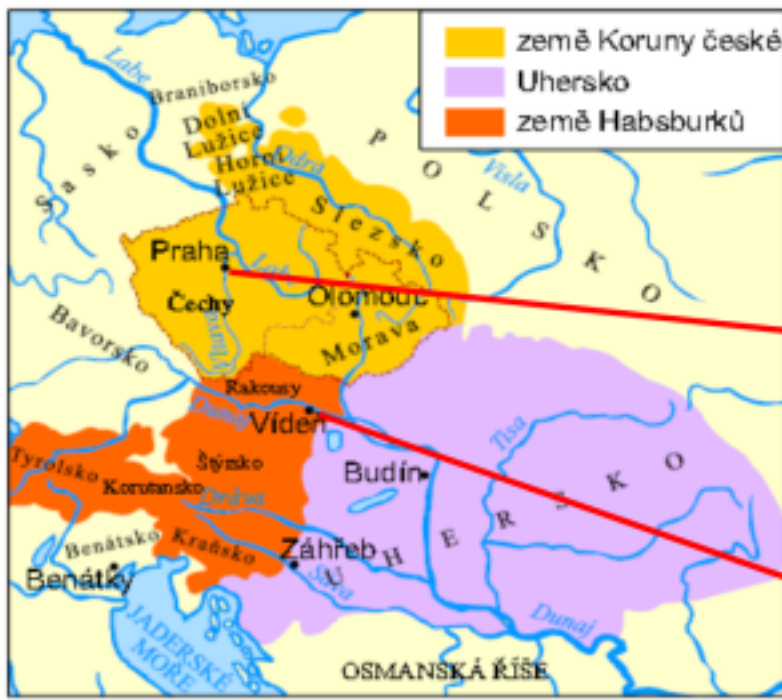 země Koruny české
Uhersko
země Habsburků
Labe
Braniborsko
Dolní
Lužice
Horní
Lužice
Sasko
Odra
POLSKO
Visla
Slezsko
Praha
Labe
Čechy
Olomouc
Vltava
Morava
Bavorsko
Rakousy
Dunaj
Vídeň
Tisa
Štýrsko
Budín
Tyrolsko
Korutansko
Dráva
UHERSKO
Kraňsko
Záhřeb
Benátsko
Benátky
Sáva
Dunaj
JADERSKÉ
MOŘE
OSMANSKÁ ŘÍŠE